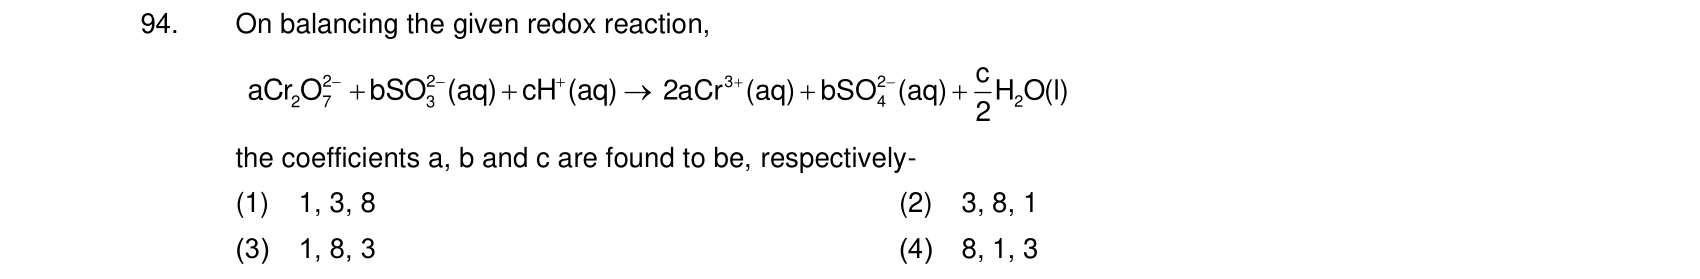 94. On balancing the given redox reaction,
aCr₂O₇²⁻ + bSO₃²⁻(aq) + cH⁺(aq) → 2aCr³⁺(aq) + bSO₄²⁻(aq) + c/2 H₂O(l)
the coefficients a, b and c are found to be, respectively-
(1) 1, 3, 8 (2) 3, 8, 1
(3) 1, 8, 3 (4) 8, 1, 3